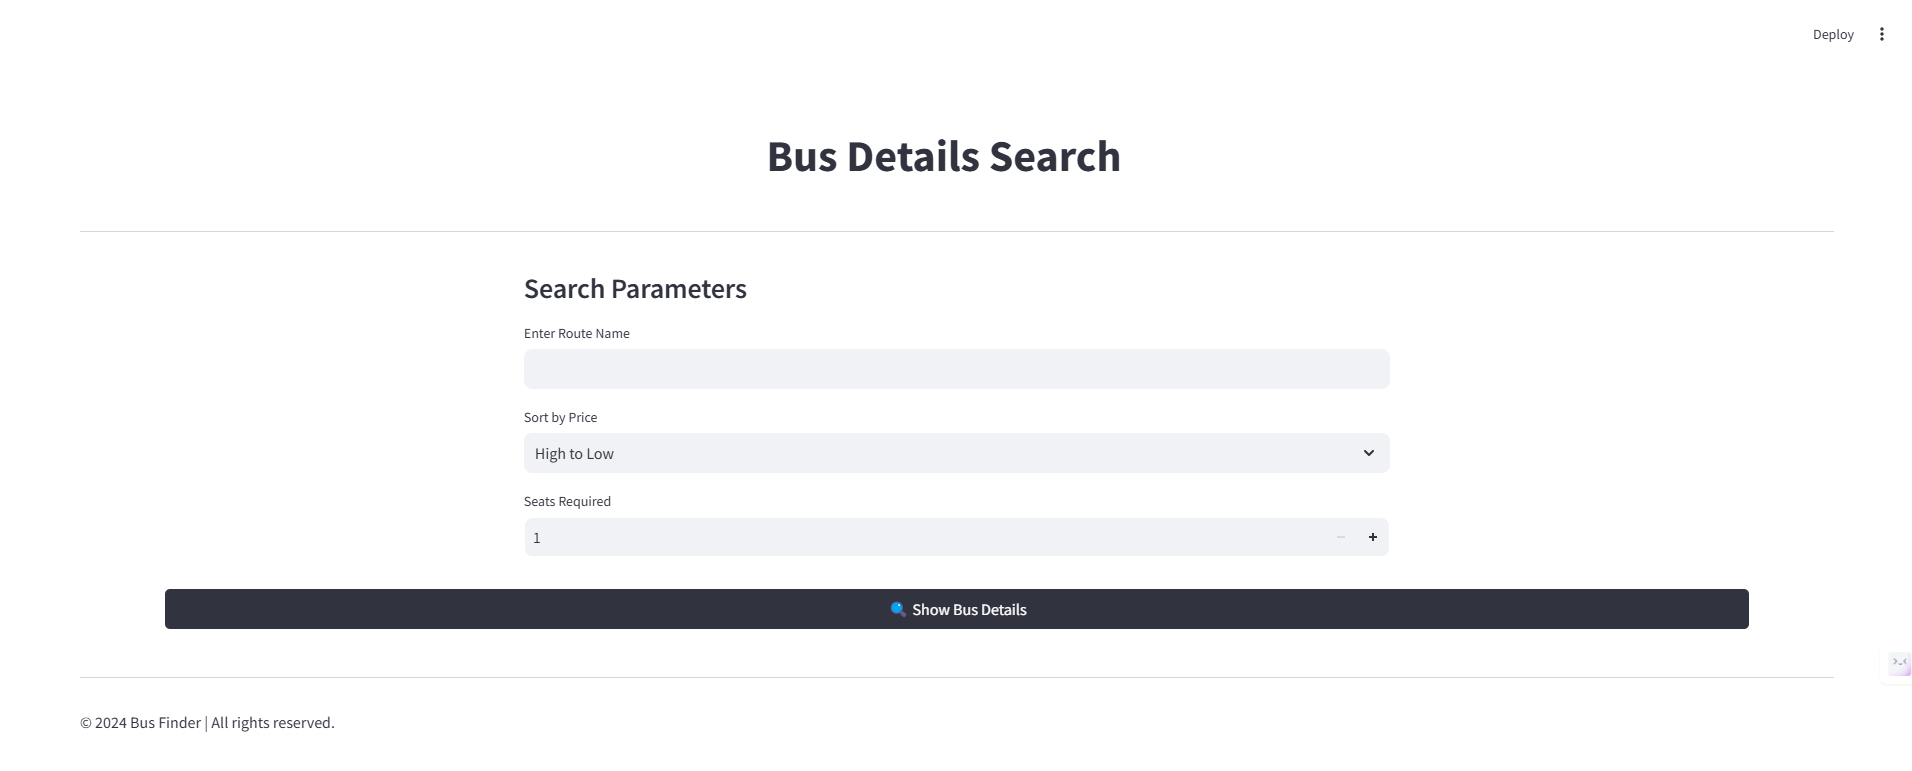 Deploy
Bus Details Search
Search Parameters
Enter Route Name
Sort by Price
High to Low
Seats Required
1
Show Bus Details
© 2024 Bus Finder | All rights reserved.